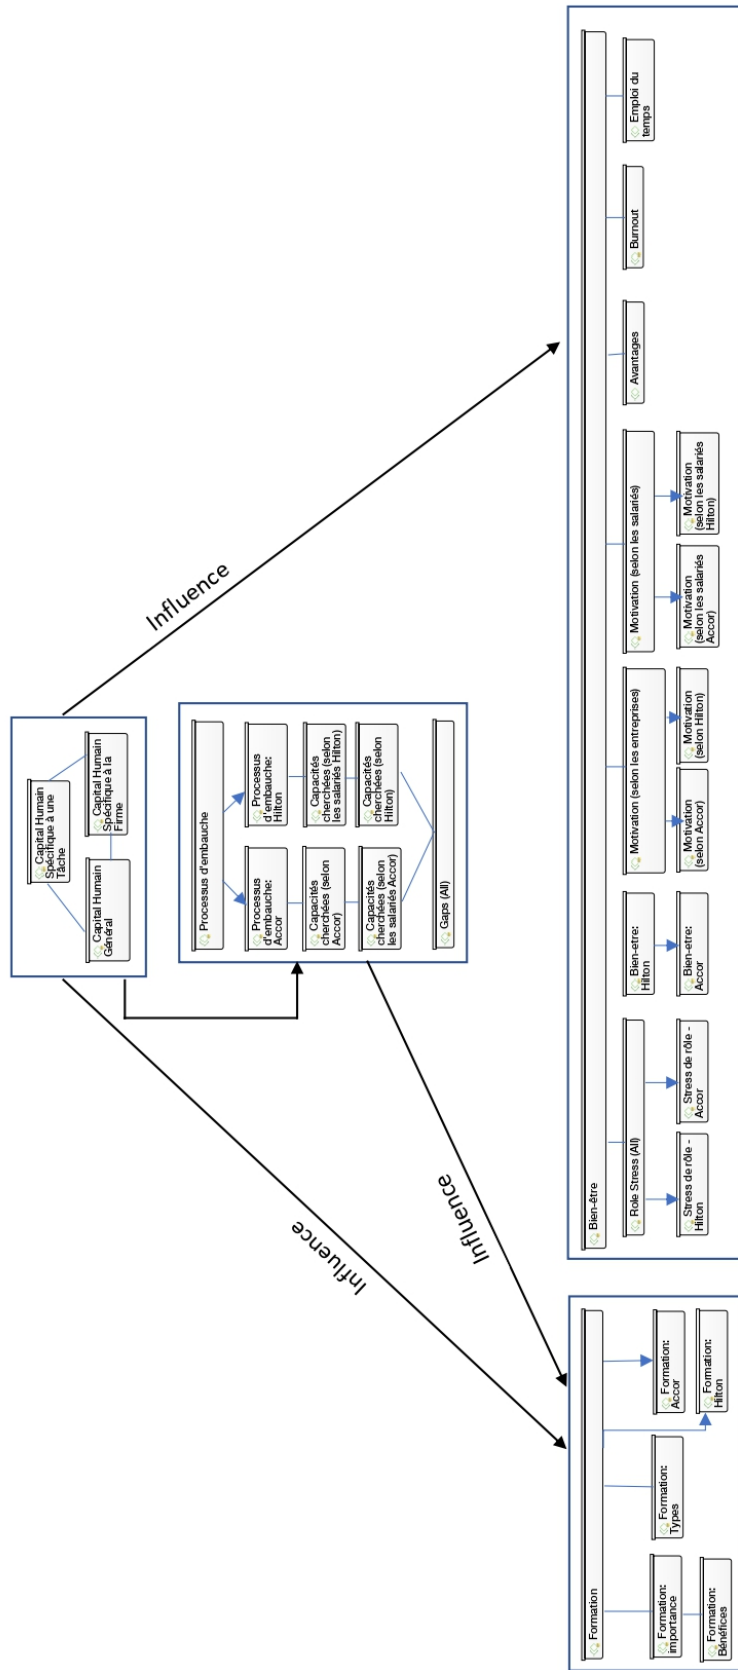 Capital Humain
Spécifique à une
Tâche
Capital Humain
Général
Capital Humain
Spécifique à la
Firme
Processus d'embauche
Processus
d'embauche:
Accor
Processus
d'embauche:
Hilton
Capacités
cherchées (selon
Accor)
Capacités
cherchées (selon
les salariés Hilton)
Capacités
cherchées (selon
les salariés Accor)
Capacités
cherchées (selon
Hilton)
Gaps (All)
Influence
Influence
Influence
Formation
Formation:
importance
Formation:
Bénéfices
Formation:
Types
Formation:
Accor
Formation:
Hilton
Bien-être
Role Stress (All)
Stress de rôle -
Hilton
Stress de rôle -
Accor
Bien-etre:
Hilton
Bien-etre:
Accor
Motivation (selon les entreprises)
Motivation
(selon Accor)
Motivation
(selon Hilton)
Motivation (selon les salariés)
Motivation
(selon les salariés
Accor)
Motivation
(selon les salariés
Hilton)
Avantages
Burnout
Emploi du
temps